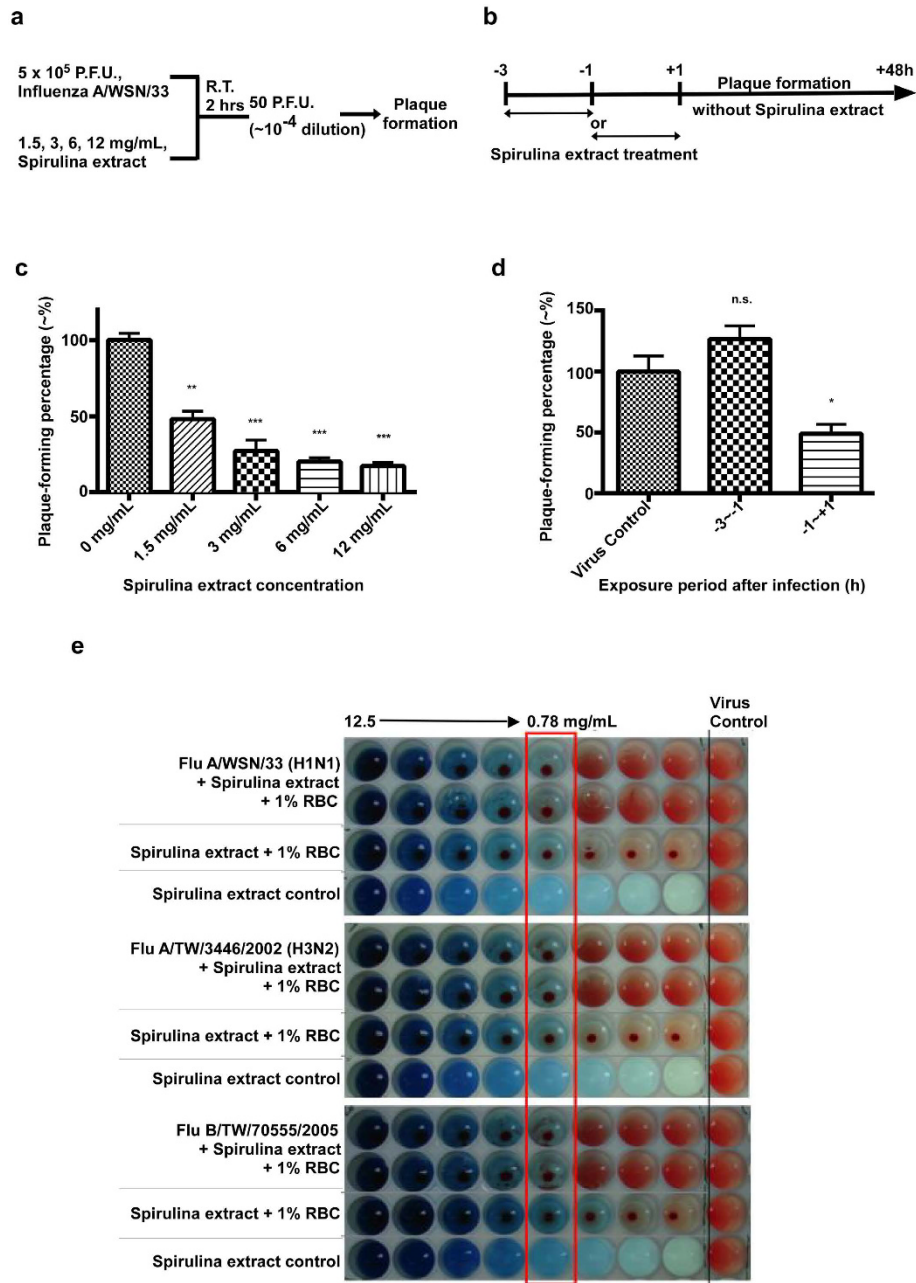 a
5 x 10⁵ P.F.U.,
Influenza A/WSN/33
1.5, 3, 6, 12 mg/mL,
Spirulina extract
R.T.
2 hrs
50 P.F.U.
(~10⁻⁴ dilution)
Plaque
formation
b
-3
-1
+1
+48h
Plaque formation
without Spirulina extract
or
Spirulina extract treatment
c
Plaque-forming percentage (~%)
100
50
0
**
***
***
***
0 mg/mL
1.5 mg/mL
3 mg/mL
6 mg/mL
12 mg/mL
Spirulina extract concentration
d
Plaque-forming percentage (~%)
150
100
50
0
n.s.
*
Virus Control
-3~-1
-1~+1
Exposure period after infection (h)
e
12.5
0.78 mg/mL
Virus
Control
Flu A/WSN/33 (H1N1)
+ Spirulina extract
+ 1% RBC
Spirulina extract + 1% RBC
Spirulina extract control
Flu A/TW/3446/2002 (H3N2)
+ Spirulina extract
+ 1% RBC
Spirulina extract + 1% RBC
Spirulina extract control
Flu B/TW/70555/2005
+ Spirulina extract
+ 1% RBC
Spirulina extract + 1% RBC
Spirulina extract control